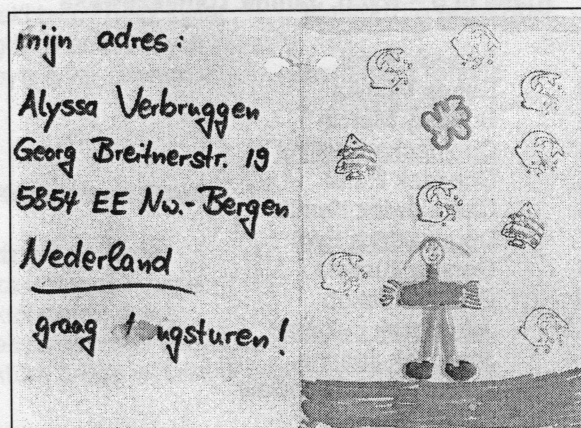 mijn adres:
Alyssa Verbruggen
Georg Breitnerstr. 19
5854 EE Nw.-Bergen
Nederland
graag !